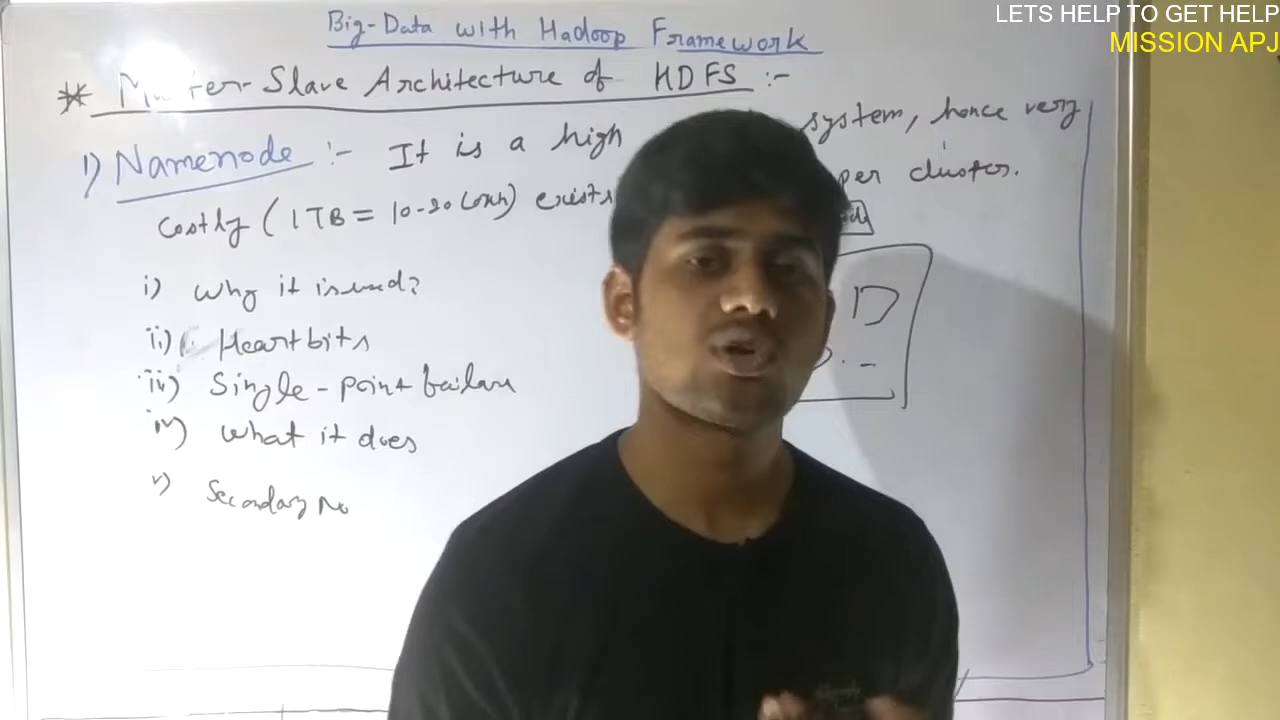 LETS HELP TO GET HELP
MISSION APJ
Big-Data with Hadoop Framework
* Master-Slave Architecture of HDFS :-
1) Namenode :- It is a high system, hence very
Costly (1TB = 10-20 exists per cluster.
i) Why it is used?
ii) Heartbits
iii) Single-point failure
iv) What it does
v) Secondary No
D